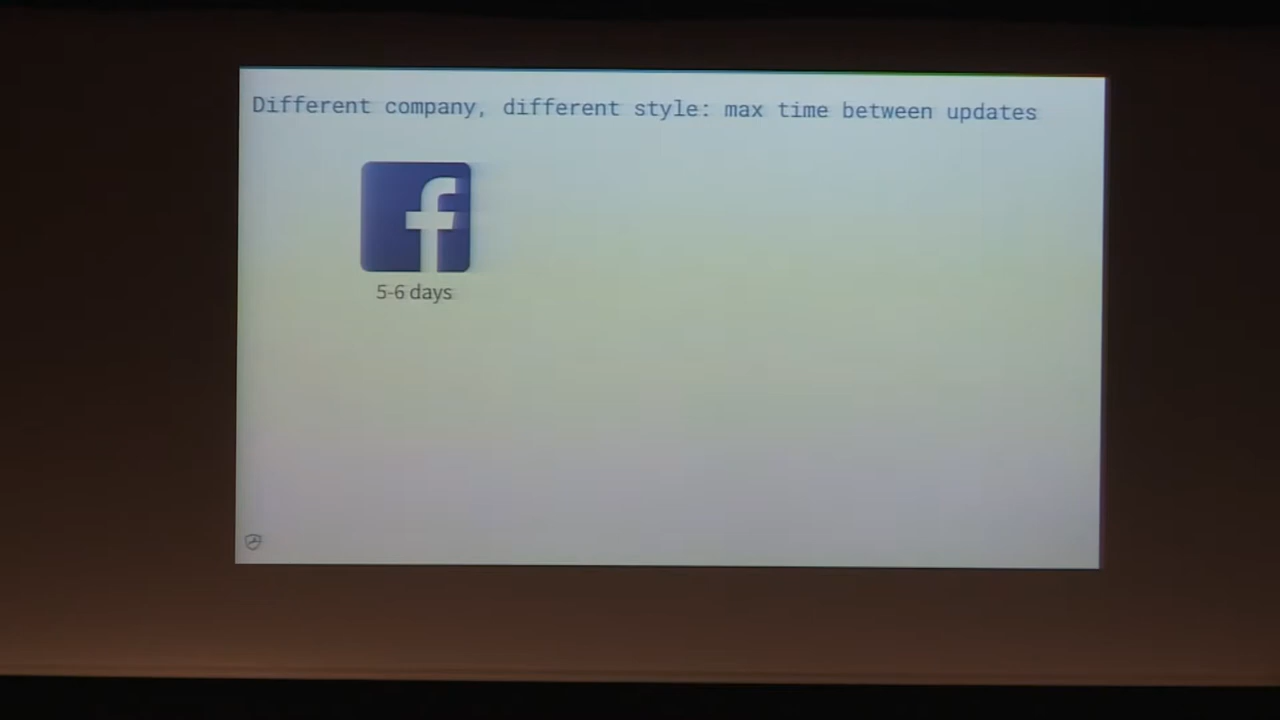 Different company, different style: max time between updates
f
5-6 days